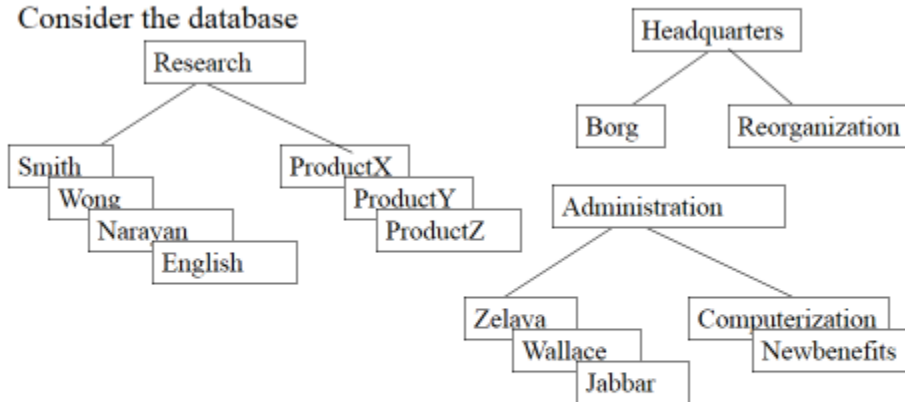 Consider the database
Research
Smith
Wong
Narayan
English
ProductX
ProductY
ProductZ
Headquarters
Borg
Reorganization
Administration
Zelaya
Wallace
Jabbar
Computerization
Newbenefits